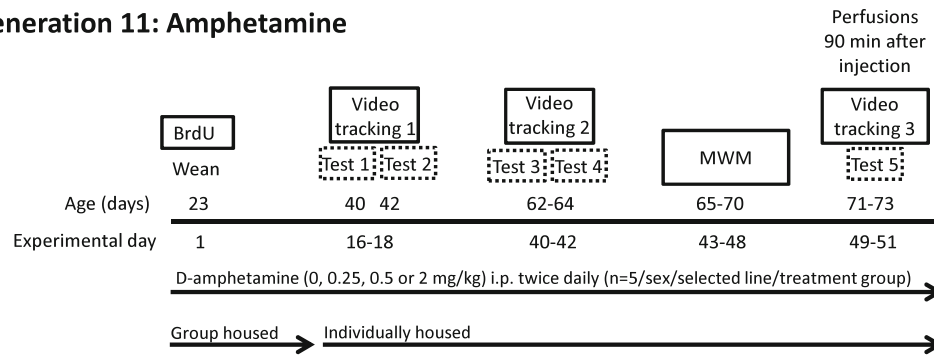 eneration 11: Amphetamine
Perfusions
90 min after
injection
BrdU
Wean
Video
tracking 1
Test 1 Test 2
Video
tracking 2
Test 3 Test 4
MWM
Video
tracking 3
Test 5
Age (days) 23 40 42 62-64 65-70 71-73
Experimental day 1 16-18 40-42 43-48 49-51
D-amphetamine (0, 0.25, 0.5 or 2 mg/kg) i.p. twice daily (n=5/sex/selected line/treatment group)
Group housed Individually housed